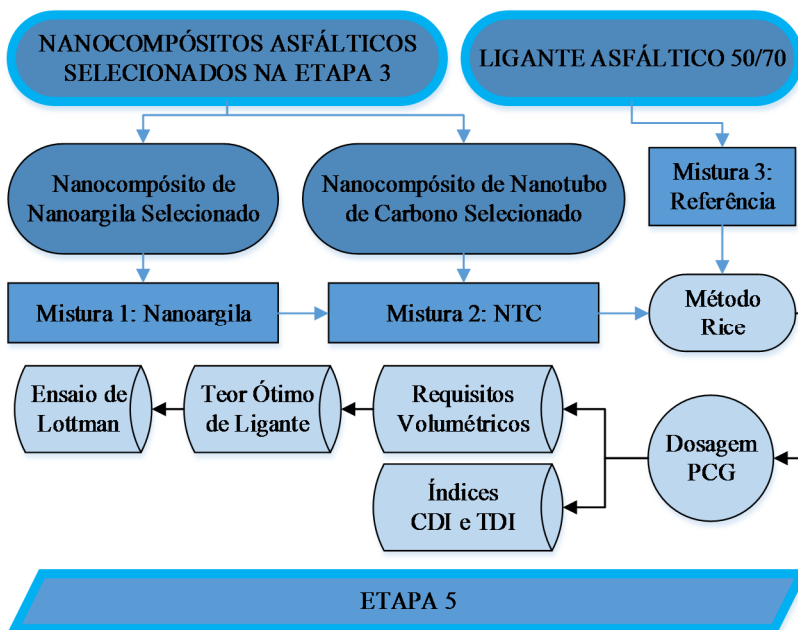 NANOCOMPÓSITOS ASFÁLTICOS
SELECIONADOS NA ETAPA 3
LIGANTE ASFÁLTICO 50/70
Nanocompósito de
Nanoargila Selecionado
Nanocompósito de Nanotubo
de Carbono Selecionado
Mistura 3:
Referência
Mistura 1: Nanoargila
Mistura 2: NTC
Método
Rice
Ensaio de
Lottman
Teor Ótimo
de Ligante
Requisitos
Volumétricos
Dosagem
PCG
Índices
CDI e TDI
ETAPA 5